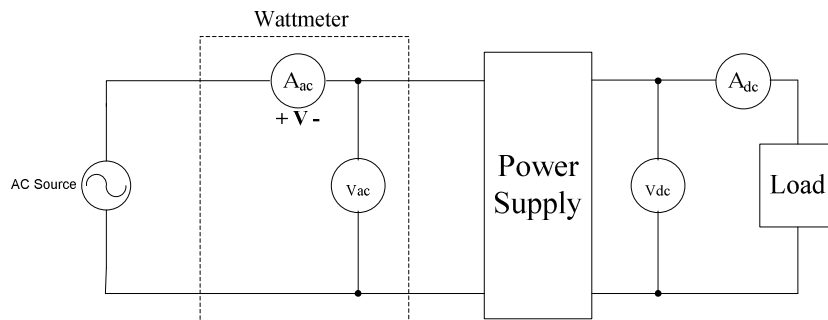 Wattmeter
Aac
+ V -
AC Source
Vac
Power
Supply
Vdc
Adc
Load